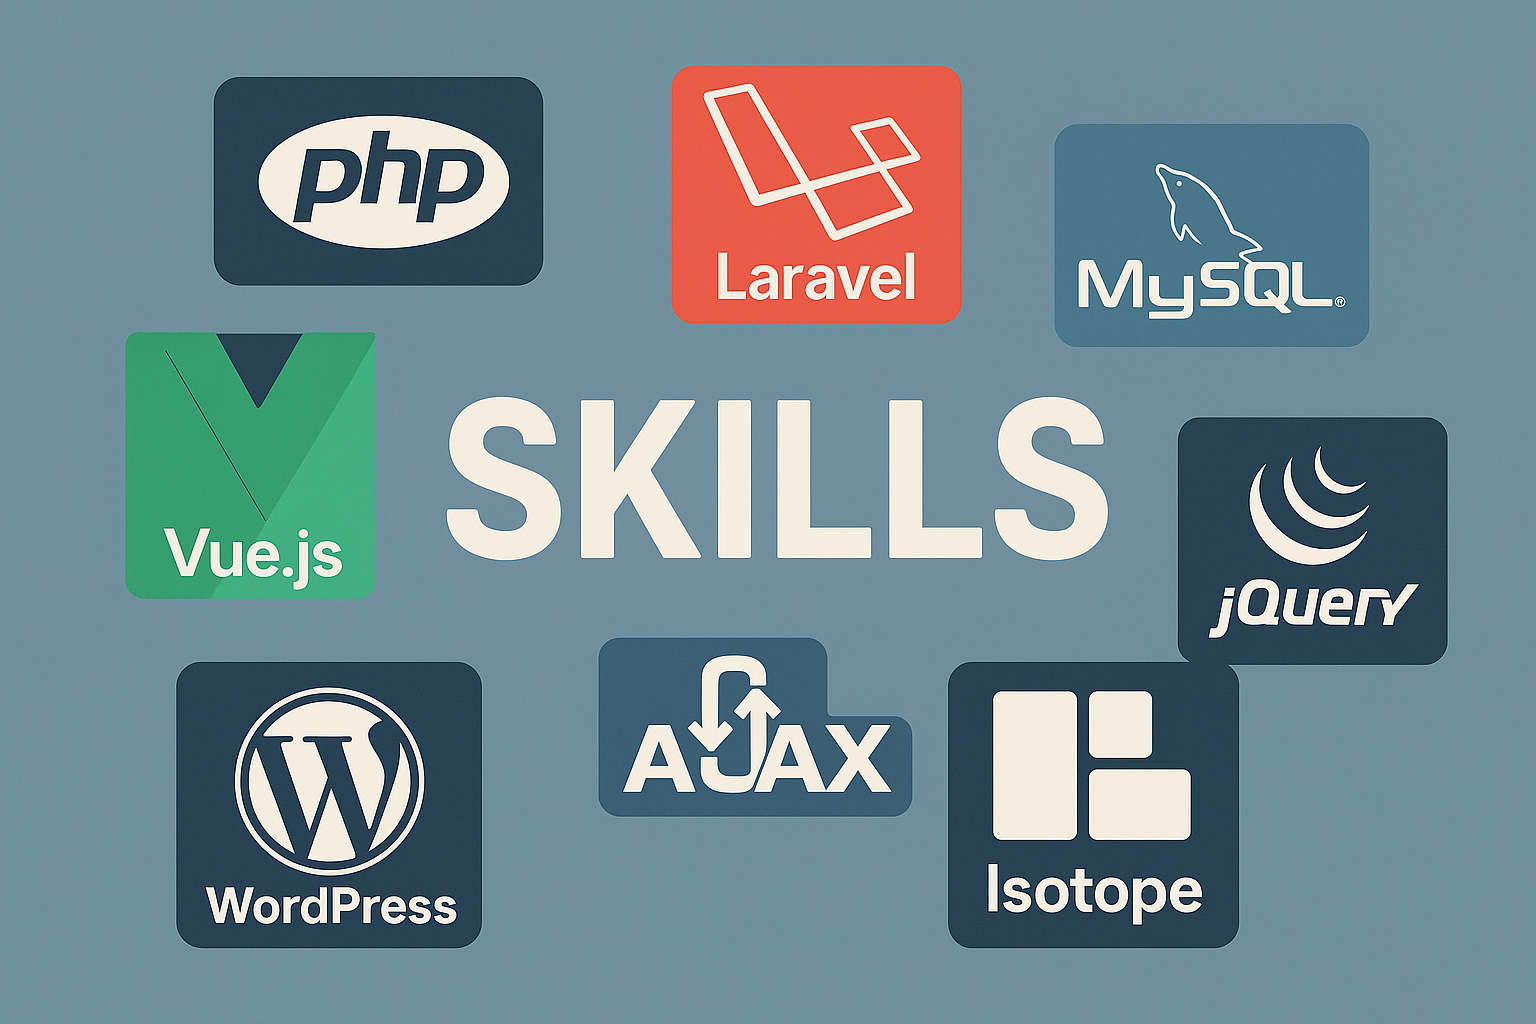 php
Laravel
MySQL®
Vue.js
SKILLS
jQuery
WordPress
AJAX
Isotope